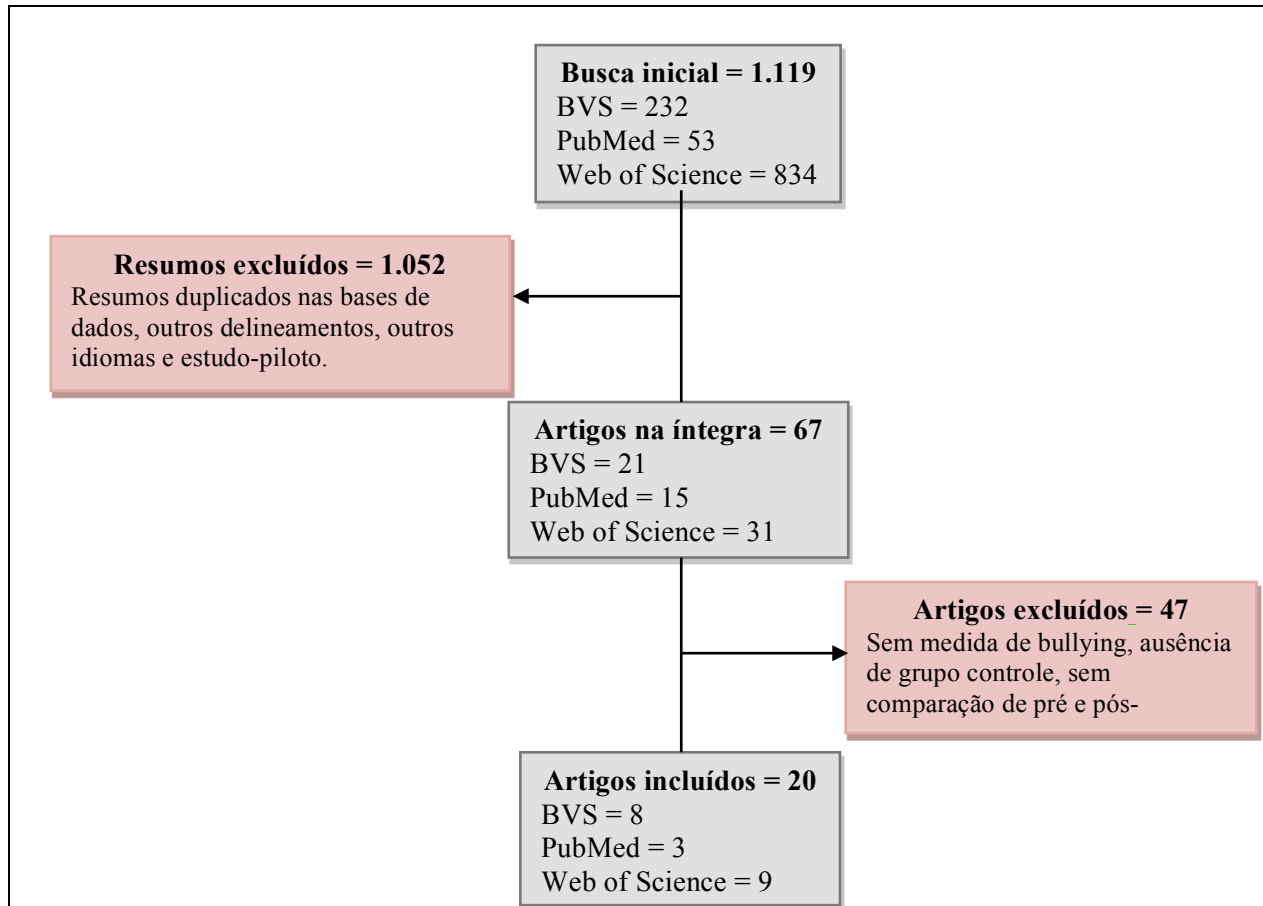 Busca inicial = 1.119
BVS = 232
PubMed = 53
Web of Science = 834
Resumos excluídos = 1.052
Resumos duplicados nas bases de
dados, outros delineamentos, outros
idiomas e estudo-piloto.
Artigos na íntegra = 67
BVS = 21
PubMed = 15
Web of Science = 31
Artigos excluídos = 47
Sem medida de bullying, ausência
de grupo controle, sem
comparação de pré e pós-
Artigos incluídos = 20
BVS = 8
PubMed = 3
Web of Science = 9